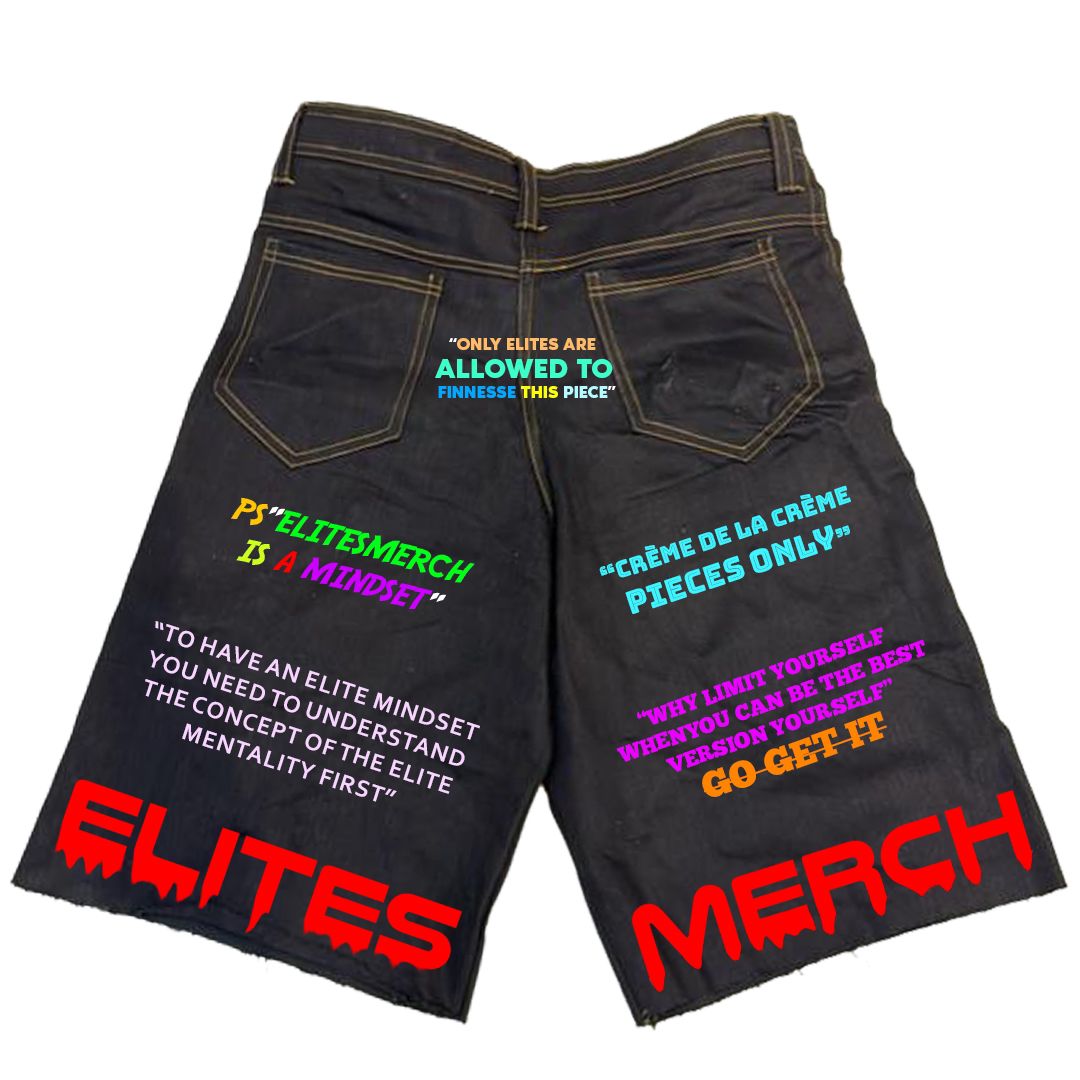 “ONLY ELITES ARE
ALLOWED TO
FINNESSE THIS PIECE”
PS"ELITESMERCH
IS A MINDSET"
“CRĒME DE LA CRĒME
PIECES ONLY”
“TO HAVE AN ELITE MINDSET
YOU NEED TO UNDERSTAND
THE CONCEPT OF THE ELITE
MENTALITY FIRST”
“WHY LIMIT YOURSELF
WHENYOU CAN BE THE BEST
VERSION YOURSELF”
GO GET IT
ELITES
MERCH